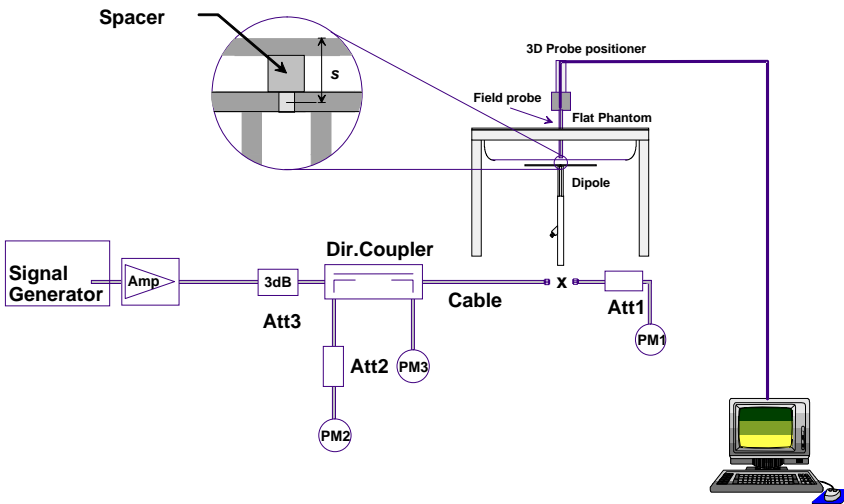 Spacer
s
3D Probe positioner
Field probe
Flat Phantom
Dipole
Signal
Generator
Amp
3dB
Att3
Dir.Coupler
Cable
x
Att1
PM1
Att2
PM3
PM2